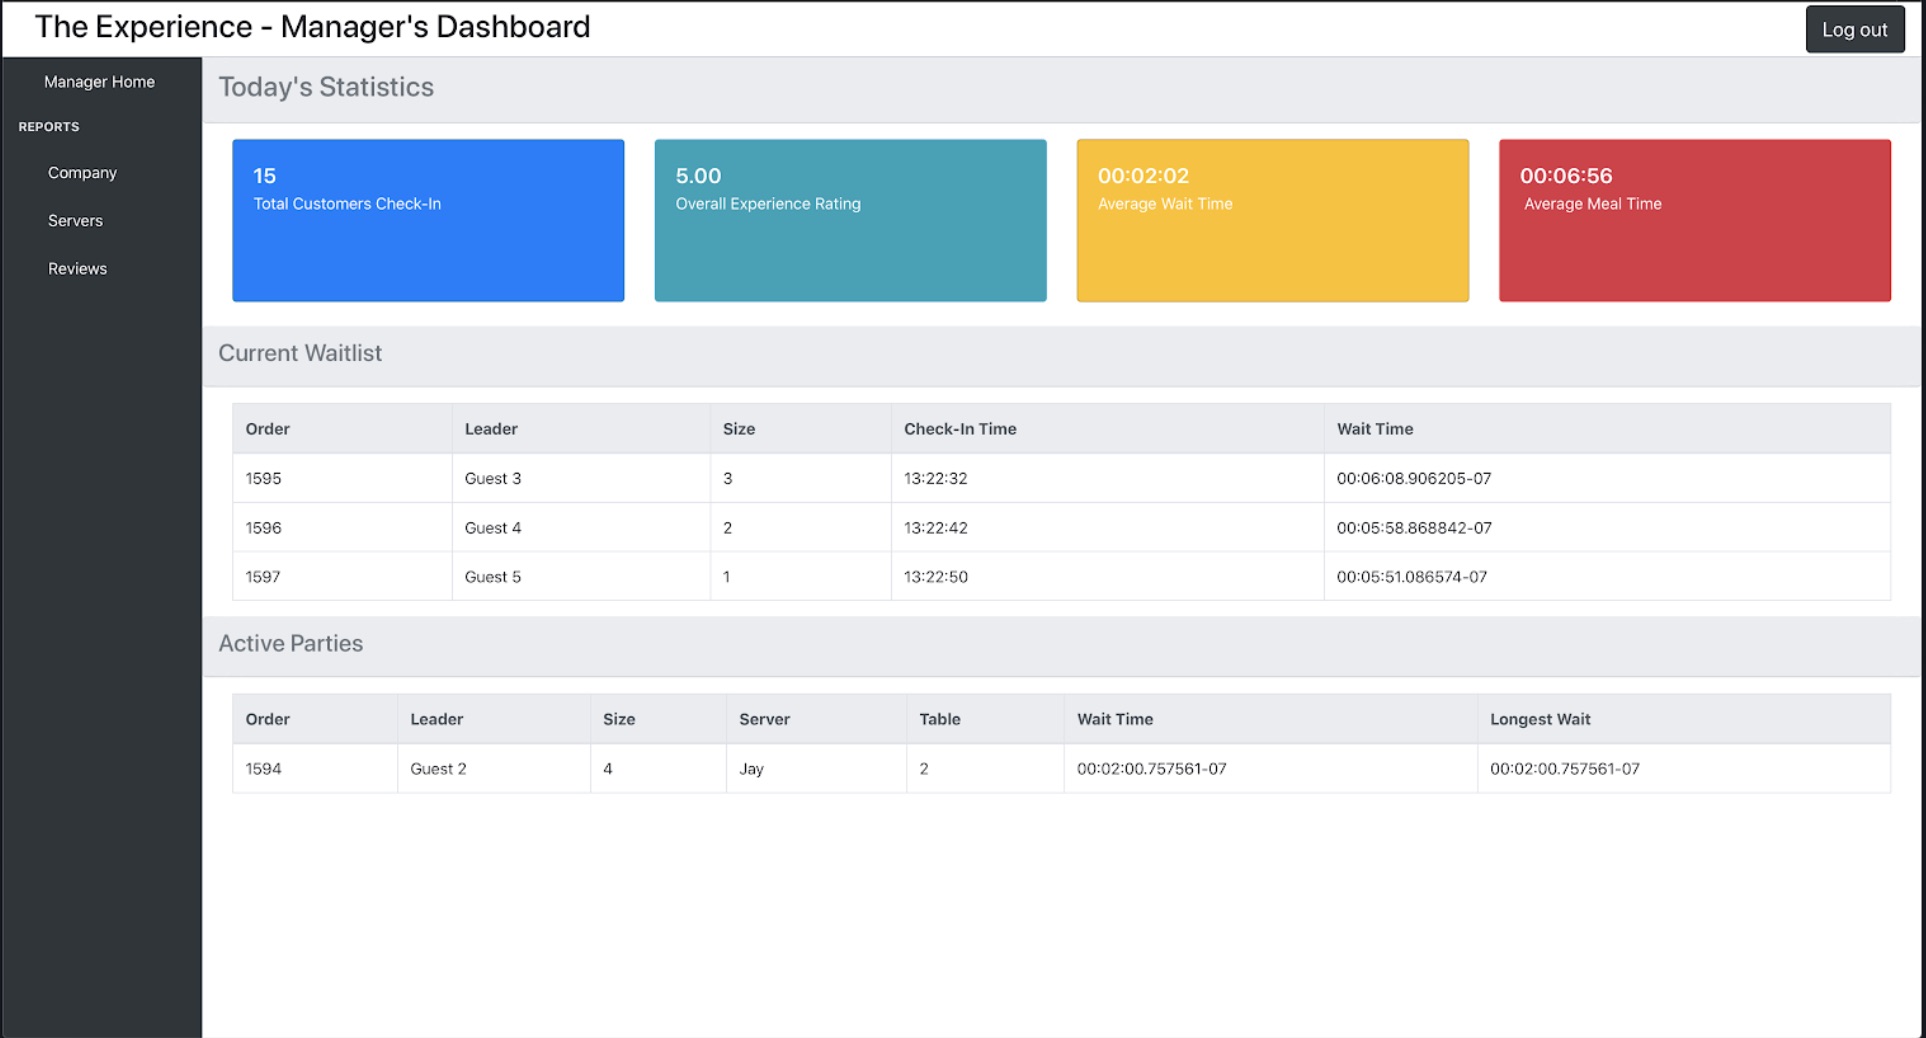 The Experience - Manager's Dashboard Log out
Manager Home
REPORTS
Company
Servers
Reviews
Today's Statistics
15 5.00 00:02:02 00:06:56
Total Customers Check-In Overall Experience Rating Average Wait Time Average Meal Time
Current Waitlist
Order Leader Size Check-In Time Wait Time
1595 Guest 3 3 13:22:32 00:06:08.906205-07
1596 Guest 4 2 13:22:42 00:05:58.868842-07
1597 Guest 5 1 13:22:50 00:05:51.086574-07
Active Parties
Order Leader Size Server Table Wait Time Longest Wait
1594 Guest 2 4 Jay 2 00:02:00.757561-07 00:02:00.757561-07